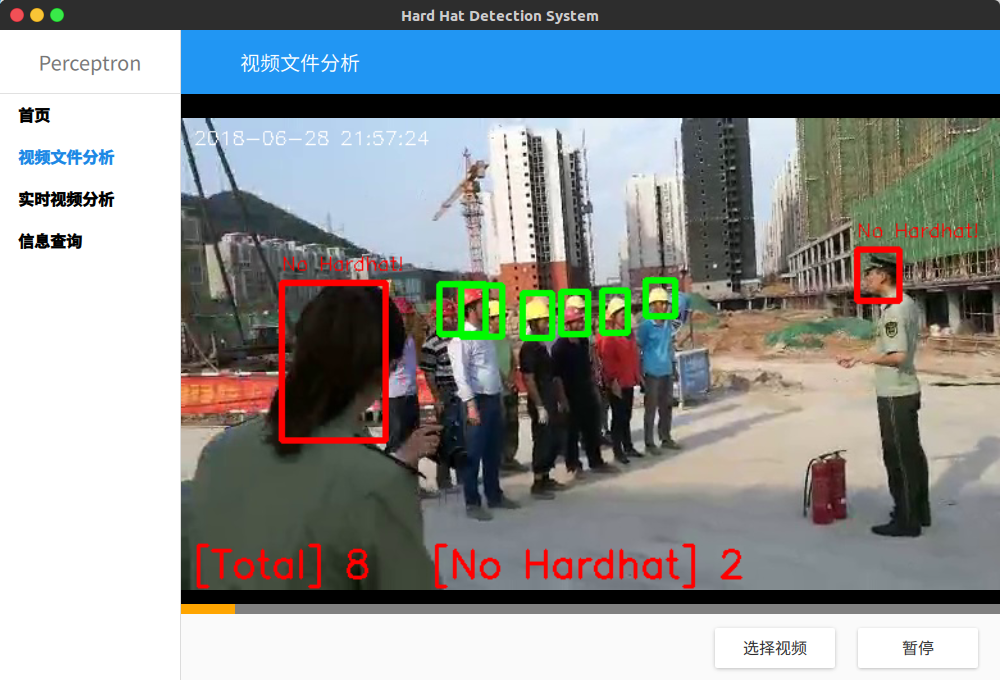 Hard Hat Detection System
Perceptron
视频文件分析
首页
视频文件分析
实时视频分析
信息查询
2018-06-28 21:57:24
No Hardhat!
No Hardhat!
[Total] 8 [No Hardhat] 2
选择视频
暂停